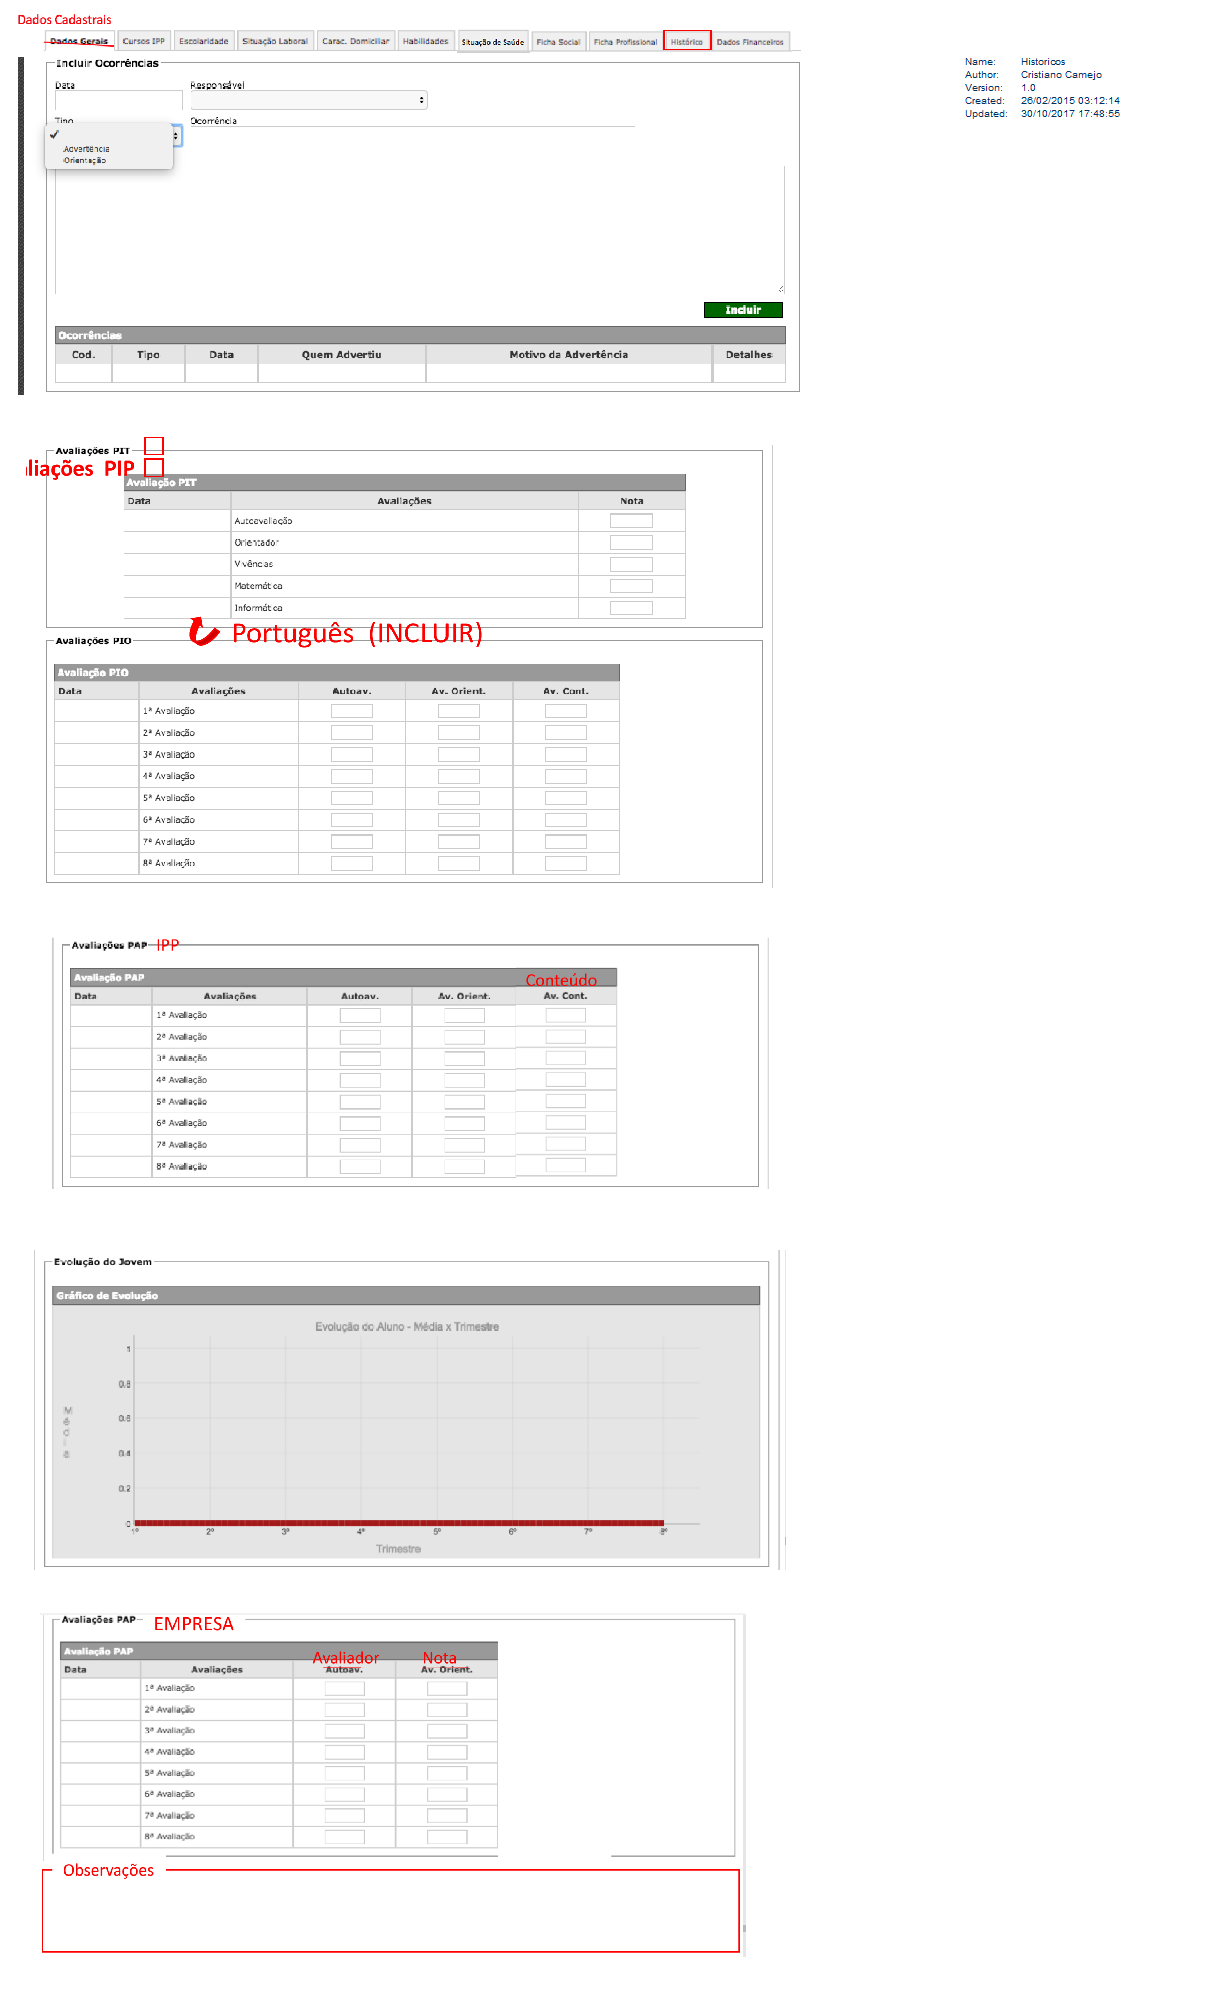 Dados Cadastrais
Dados Gerais Cursos IPP Escolaridade Situação Laboral Carac. Domiciliar Habilidades Situação de Saúde Ficha Social Ficha Profissional Histórico Dados Financeiros
Name: Historicos
Author: Cristiano Camejo
Version: 1.0
Created: 26/02/2015 03:12:14
Updated: 30/10/2017 17:48:55
Incluir Ocorrências
Data Responsável
Tipo Ocorrência
Advertência
Orientação
Incluir
Ocorrências
Cod. Tipo Data Quem Advertiu Motivo da Advertência Detalhes
Avaliações PIT
liações PIP
Avaliação PIT
Data Avaliações Nota
Autoavaliação
Orientador
Vivências
Matemática
Informática
Português (INCLUIR)
Avaliações PIO
Avaliação PIO
Data Avaliações Autoav. Av. Orient. Av. Cont.
1ª Avaliação
2ª Avaliação
3ª Avaliação
4ª Avaliação
5ª Avaliação
6ª Avaliação
7ª Avaliação
8ª Avaliação
Avaliações PAP IPP
Avaliação PAP
Conteúdo
Data Avaliações Autoav. Av. Orient. Av. Cont.
1ª Avaliação
2ª Avaliação
3ª Avaliação
4ª Avaliação
5ª Avaliação
6ª Avaliação
7ª Avaliação
8ª Avaliação
Evolução do Jovem
Gráfico de Evolução
Evolução do Aluno - Média x Trimestre
1
0.8
0.6
Média
0.4
0.2
0
1º 2º 3º 4º 5º 6º 7º 8º
Trimestre
Avaliações PAP EMPRESA
Avaliação PAP
Avaliador Nota
Data Avaliações Autoav. Av. Orient.
1ª Avaliação
2ª Avaliação
3ª Avaliação
4ª Avaliação
5ª Avaliação
6ª Avaliação
7ª Avaliação
8ª Avaliação
Observações